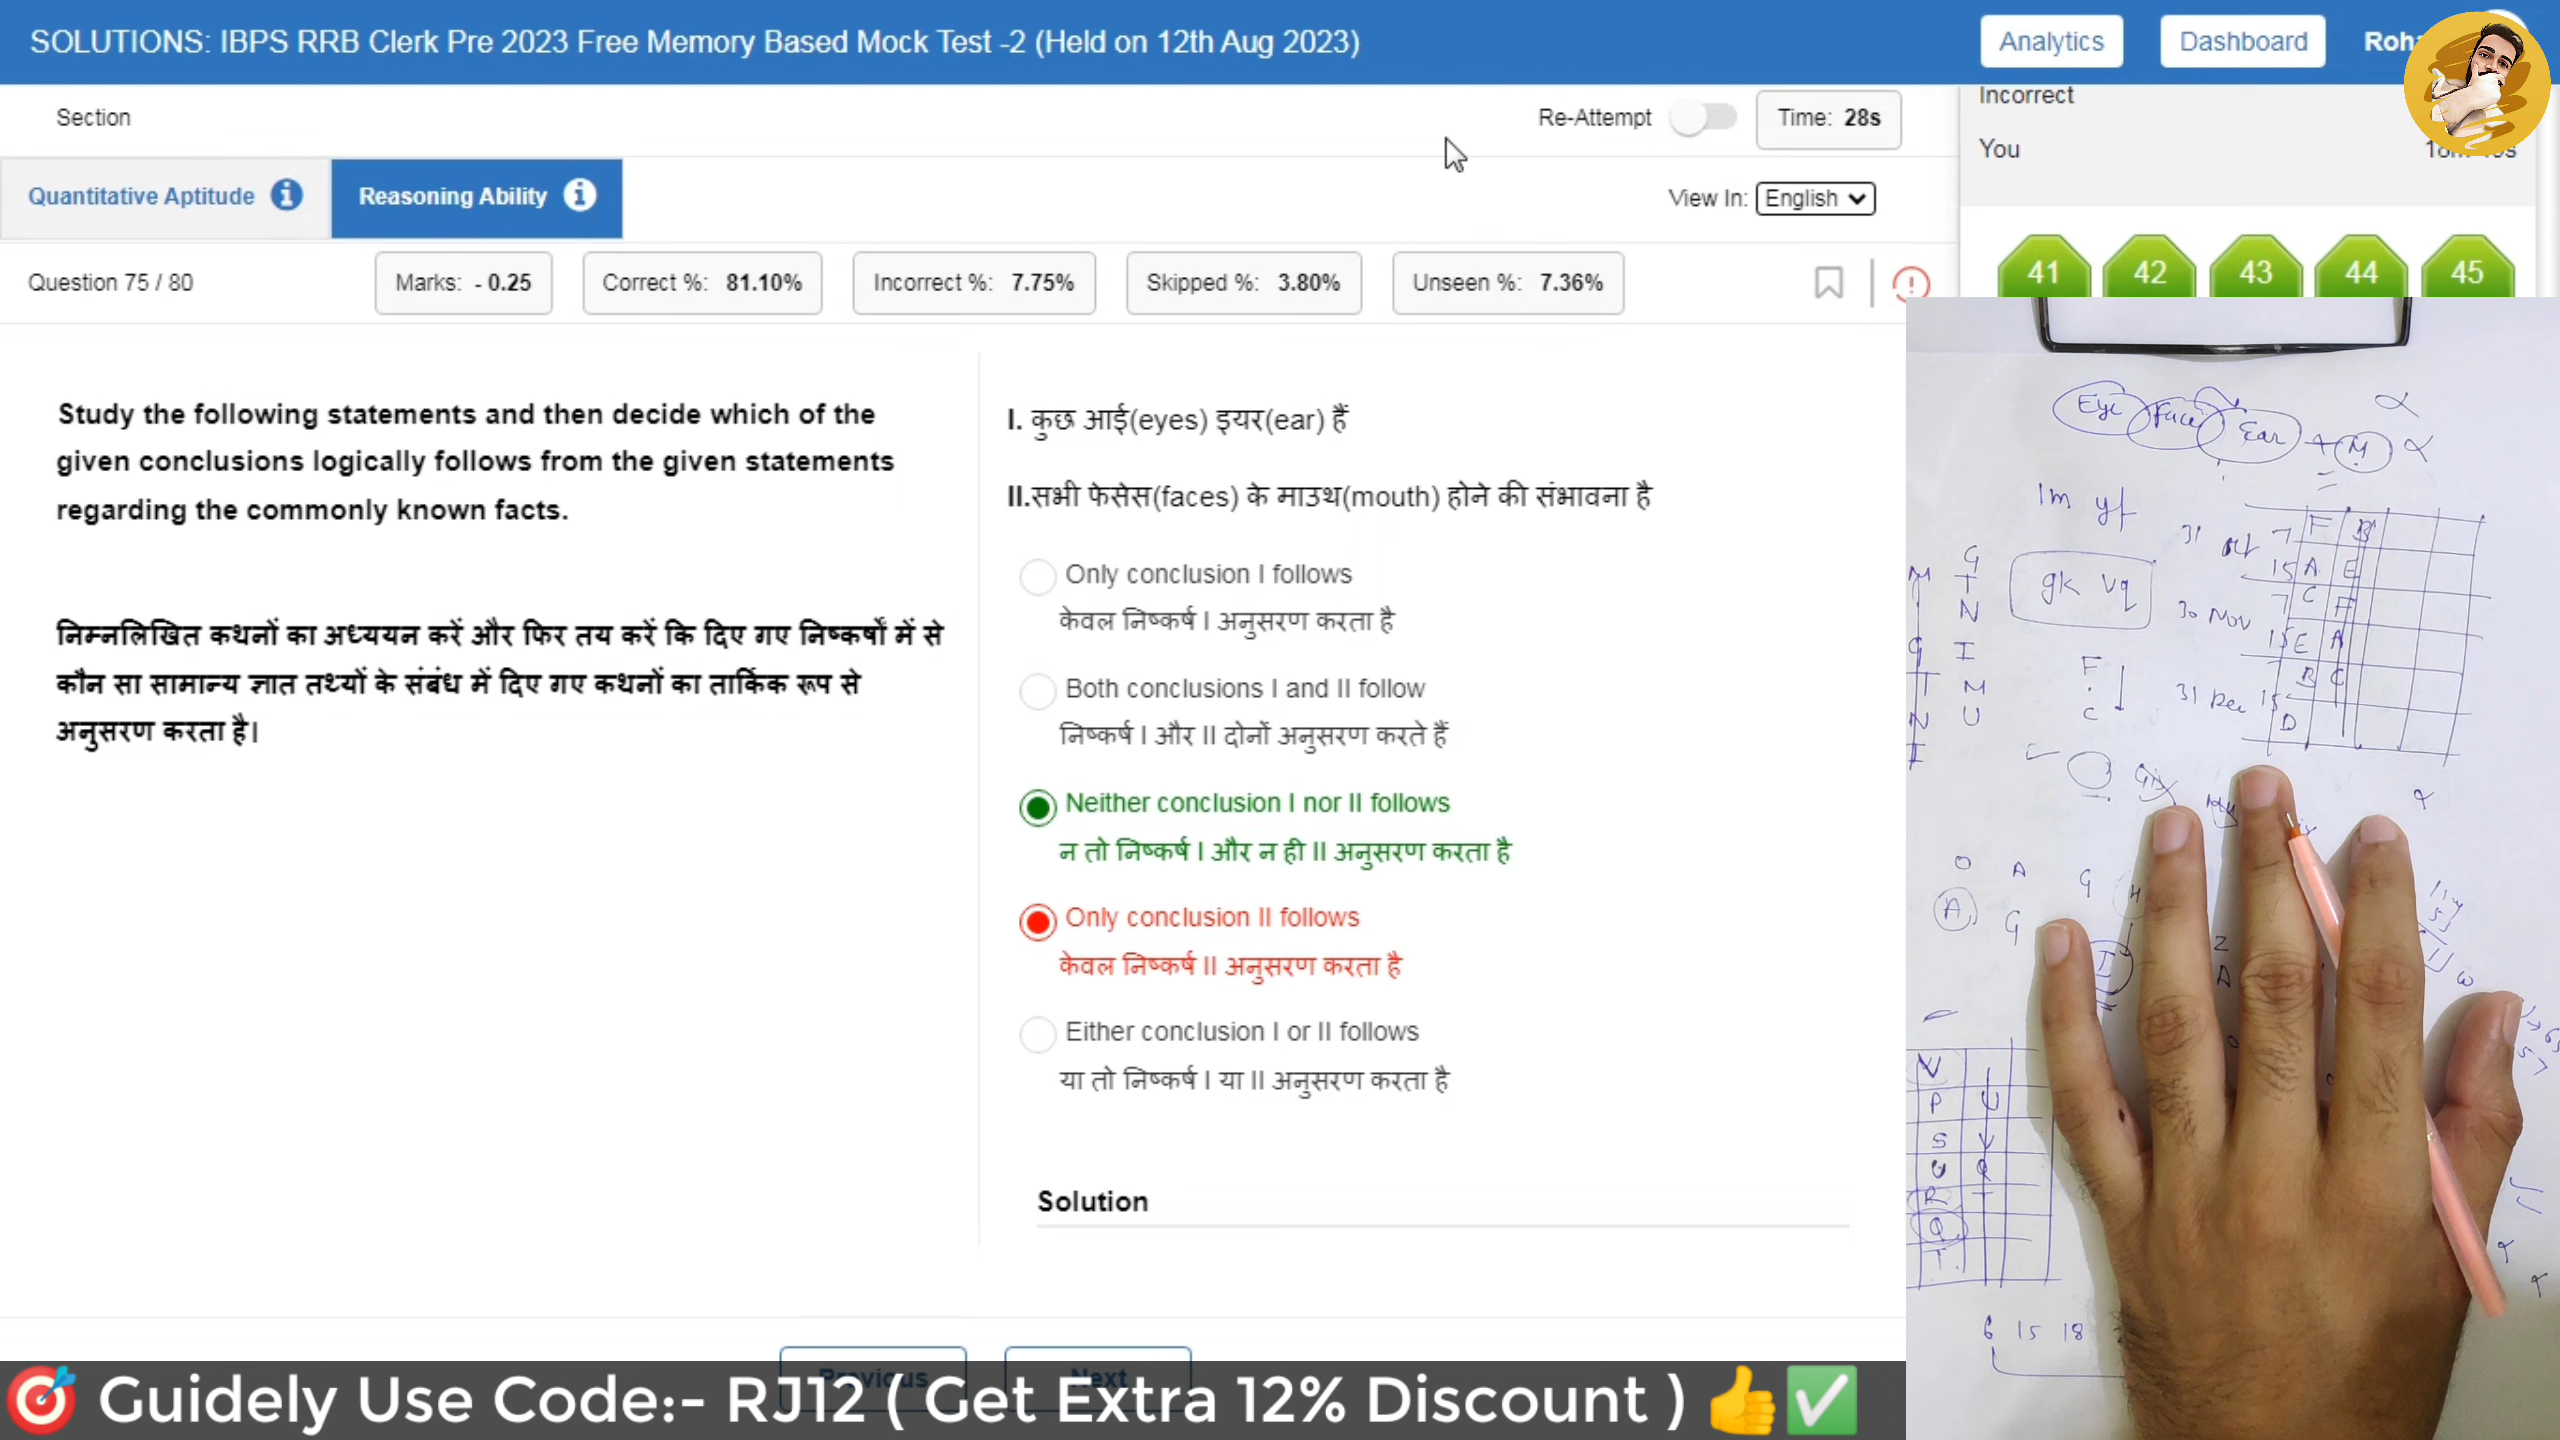 SOLUTIONS: IBPS RRB Clerk Pre 2023 Free Memory Based Mock Test -2 (Held on 12th Aug 2023)
Analytics
Dashboard
Section
Re-Attempt
Time: 28s
Incorrect
You
Quantitative Aptitude
Reasoning Ability
View In: English
Question 75 / 80
Marks: - 0.25
Correct %: 81.10%
Incorrect %: 7.75%
Skipped %: 3.80%
Unseen %: 7.36%
41 42 43 44 45
Study the following statements and then decide which of the
given conclusions logically follows from the given statements
regarding the commonly known facts.
निम्नलिखित कथनों का अध्ययन करें और फिर तय करें कि दिए गए निष्कर्षों में से
कौन सा सामान्य ज्ञात तथ्यों के संबंध में दिए गए कथनों का तार्किक रूप से
अनुसरण करता है।
I. कुछ आई(eyes) इयर(ear) हैं
II.सभी फेसेस(faces) के माउथ(mouth) होने की संभावना है
Only conclusion I follows
केवल निष्कर्ष I अनुसरण करता है
Both conclusions I and II follow
निष्कर्ष I और II दोनों अनुसरण करते हैं
Neither conclusion I nor II follows
न तो निष्कर्ष I और न ही II अनुसरण करता है
Only conclusion II follows
केवल निष्कर्ष II अनुसरण करता है
Either conclusion I or II follows
या तो निष्कर्ष I या II अनुसरण करता है
Solution
Previous
Next
Guidely Use Code:- RJ12 ( Get Extra 12% Discount )
Eye Face Ear M
1m yf
gk vq
30 Nov
31 Dec
6 15 18